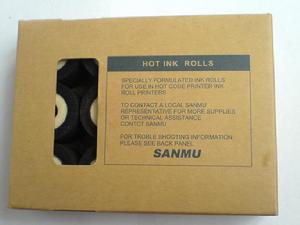 HOT INK ROLLS
SPECIALLY FORMULATED INK ROLLS
FOR USE IN HOT CODE PRINTER INK
ROLL PRINTERS
TO CONTACT A LOCAL SANMU
REPRESENTATIVE FOR MORE SUPPLIES
OR TECHNICAL ASSISTANCE
CONTCT SANMU
FOR TROBLE SHOOTING INFORMATION
PLEASE SEE BACK PANEL
SANMU